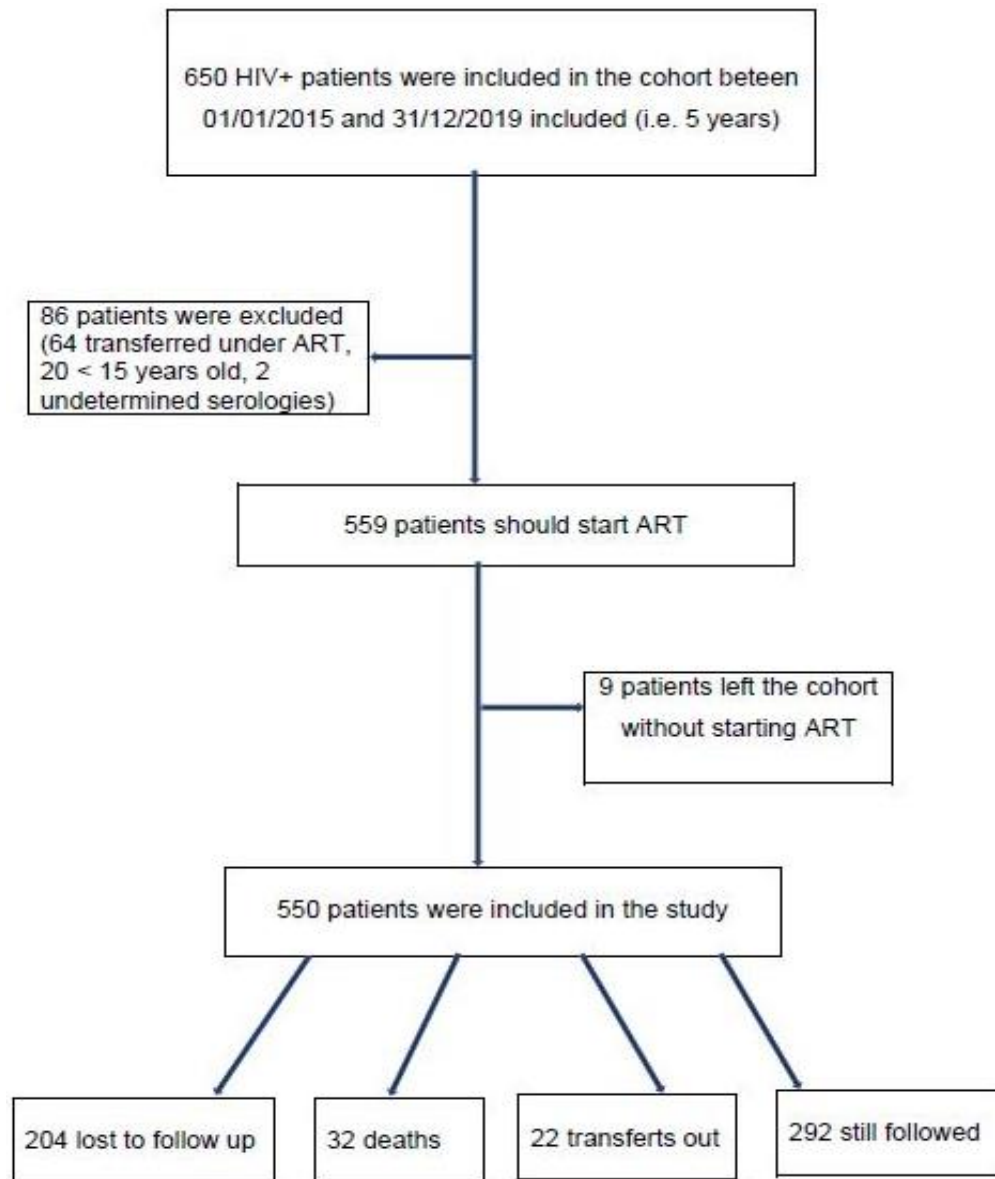 650 HIV+ patients were included in the cohort beteen
01/01/2015 and 31/12/2019 included (i.e. 5 years)
86 patients were excluded
(64 transferred under ART,
20 < 15 years old, 2
undetermined serologies)
559 patients should start ART
9 patients left the cohort
without starting ART
550 patients were included in the study
204 lost to follow up
32 deaths
22 transferts out
292 still followed